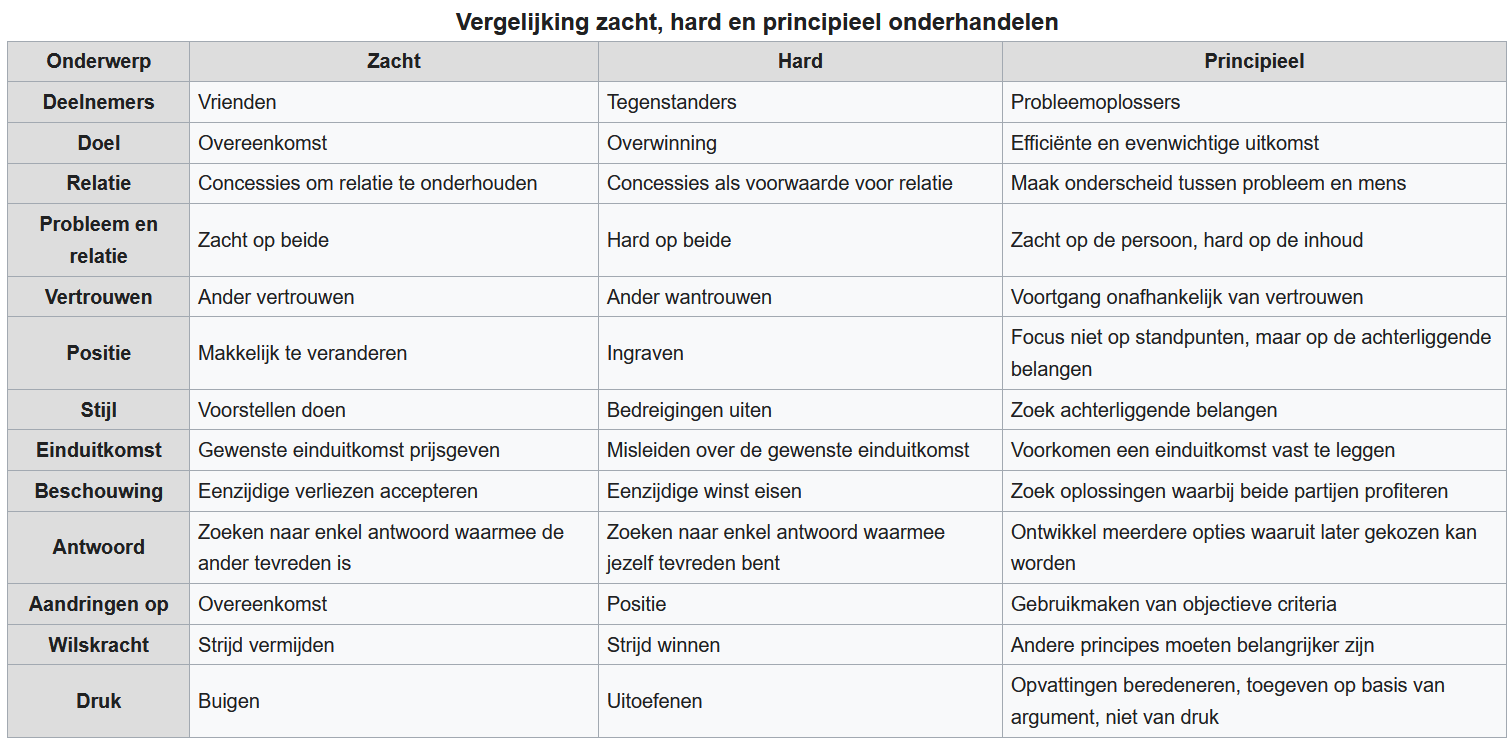 Vergelijking zacht, hard en principieel onderhandelen
Onderwerp Zacht Hard Principieel
Deelnemers Vrienden Tegenstanders Probleemoplossers
Doel Overeenkomst Overwinning Efficiënte en evenwichtige uitkomst
Relatie Concessies om relatie te onderhouden Concessies als voorwaarde voor relatie Maak onderscheid tussen probleem en mens
Probleem en
relatie
Zacht op beide Hard op beide Zacht op de persoon, hard op de inhoud
Vertrouwen Ander vertrouwen Ander wantrouwen Voortgang onafhankelijk van vertrouwen
Positie Makkelijk te veranderen Ingraven
Focus niet op standpunten, maar op de achterliggende
belangen
Stijl Voorstellen doen Bedreigingen uiten Zoek achterliggende belangen
Einduitkomst Gewenste einduitkomst prijsgeven Misleiden over de gewenste einduitkomst Voorkomen een einduitkomst vast te leggen
Beschouwing Eenzijdige verliezen accepteren Eenzijdige winst eisen Zoek oplossingen waarbij beide partijen profiteren
Antwoord
Zoeken naar enkel antwoord waarmee de
ander tevreden is
Zoeken naar enkel antwoord waarmee
jezelf tevreden bent
Ontwikkel meerdere opties waaruit later gekozen kan
worden
Aandringen op Overeenkomst Positie Gebruikmaken van objectieve criteria
Wilskracht Strijd vermijden Strijd winnen Andere principes moeten belangrijker zijn
Druk Buigen Uitoefenen
Opvattingen beredeneren, toegeven op basis van
argument, niet van druk